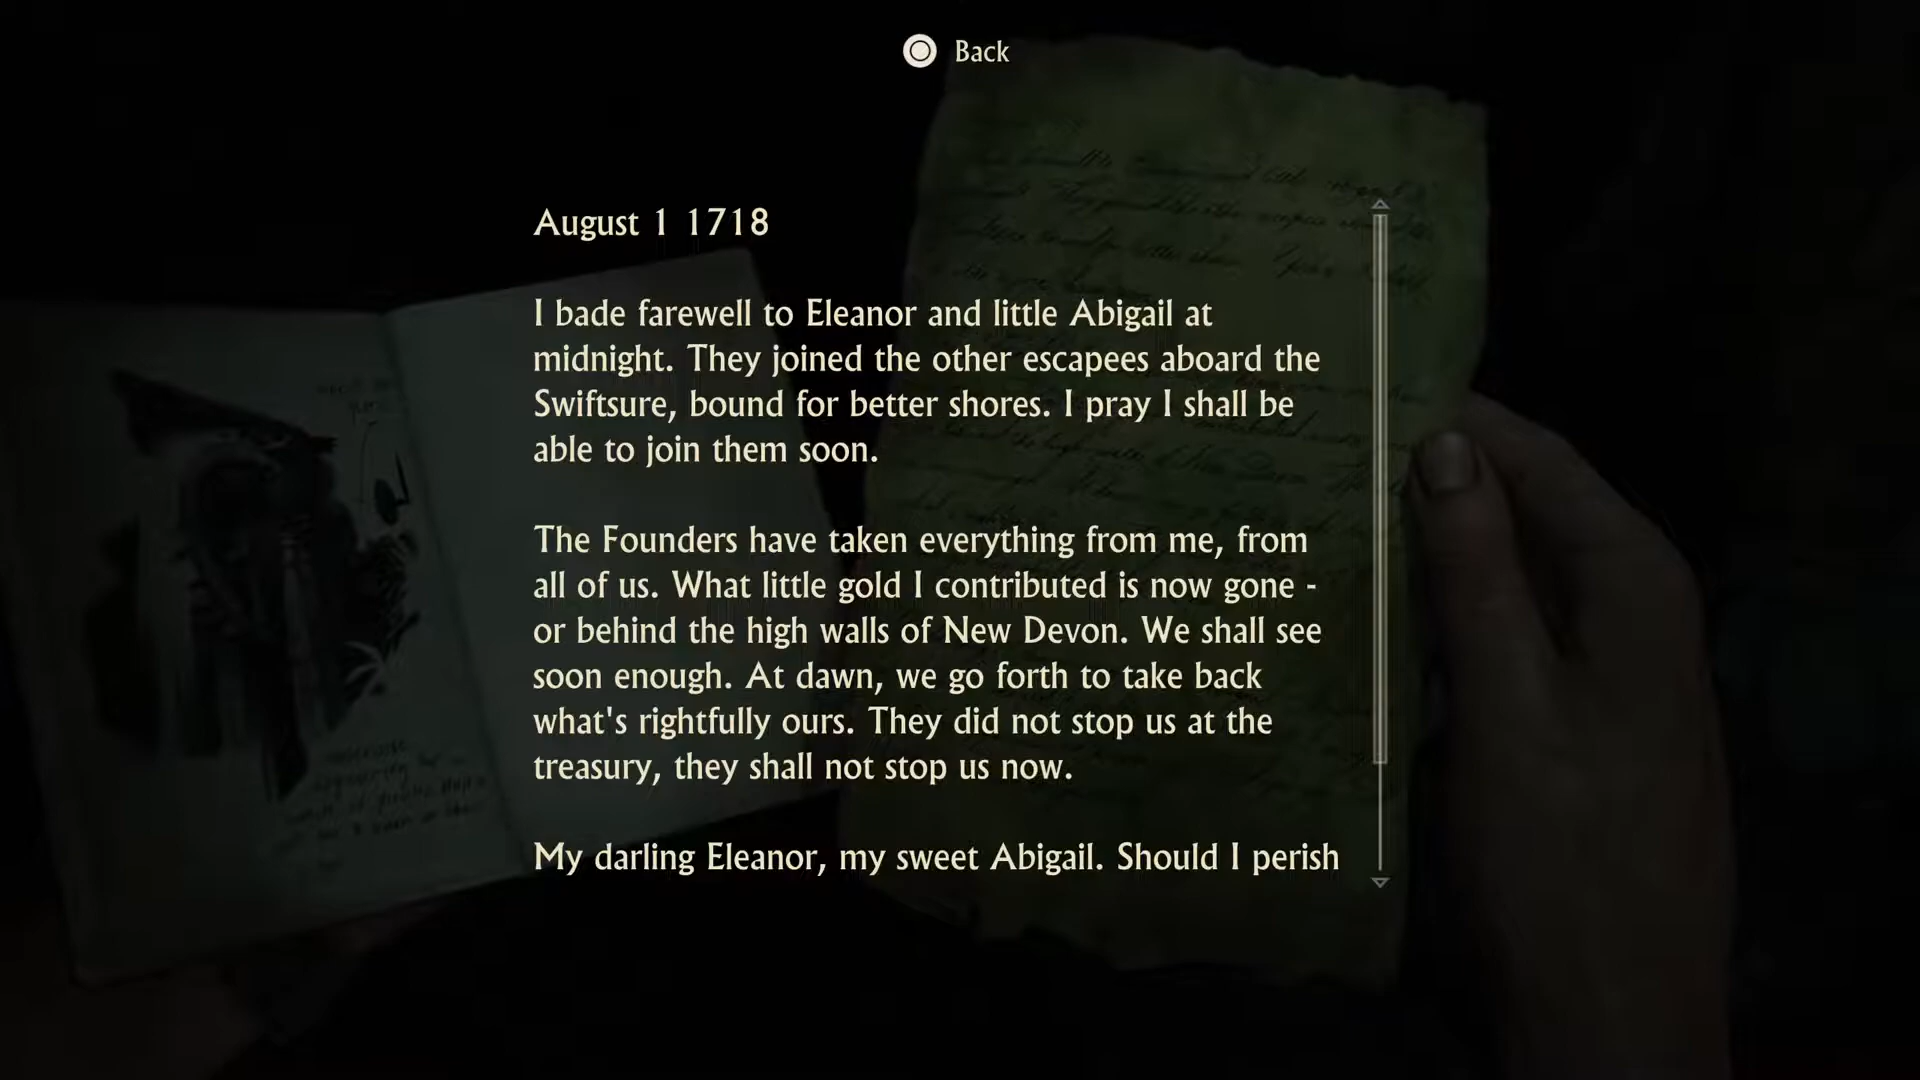 Back
August 1 1718
I bade farewell to Eleanor and little Abigail at
midnight. They joined the other escapees aboard the
Swiftsure, bound for better shores. I pray I shall be
able to join them soon.
The Founders have taken everything from me, from
all of us. What little gold I contributed is now gone -
or behind the high walls of New Devon. We shall see
soon enough. At dawn, we go forth to take back
what's rightfully ours. They did not stop us at the
treasury, they shall not stop us now.
My darling Eleanor, my sweet Abigail. Should I perish